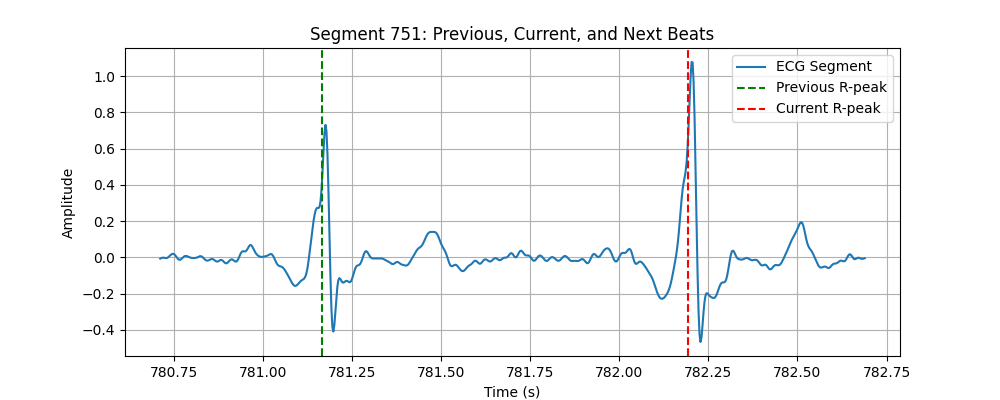 Segment 751: Previous, Current, and Next Beats
ECG Segment
Previous R-peak
Current R-peak
Amplitude
1.0
0.8
0.6
0.4
0.2
0.0
−0.2
−0.4
780.75 781.00 781.25 781.50 781.75 782.00 782.25 782.50 782.75
Time (s)